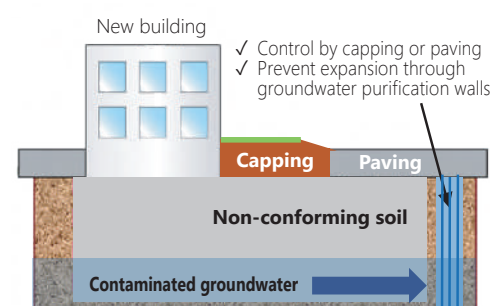 New building
✓ Control by capping or paving
✓ Prevent expansion through
groundwater purification walls
Capping
Paving
Non-conforming soil
Contaminated groundwater